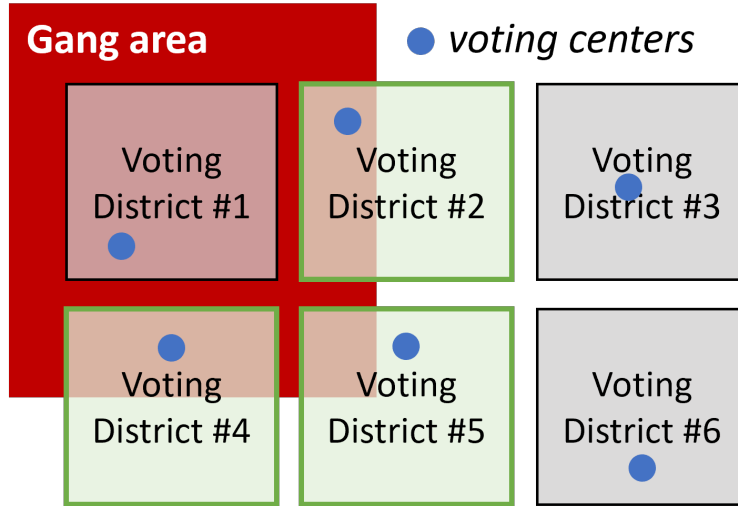 Gang area
voting centers
Voting
District #1
Voting
District #2
Voting
District #3
Voting
District #4
Voting
District #5
Voting
District #6